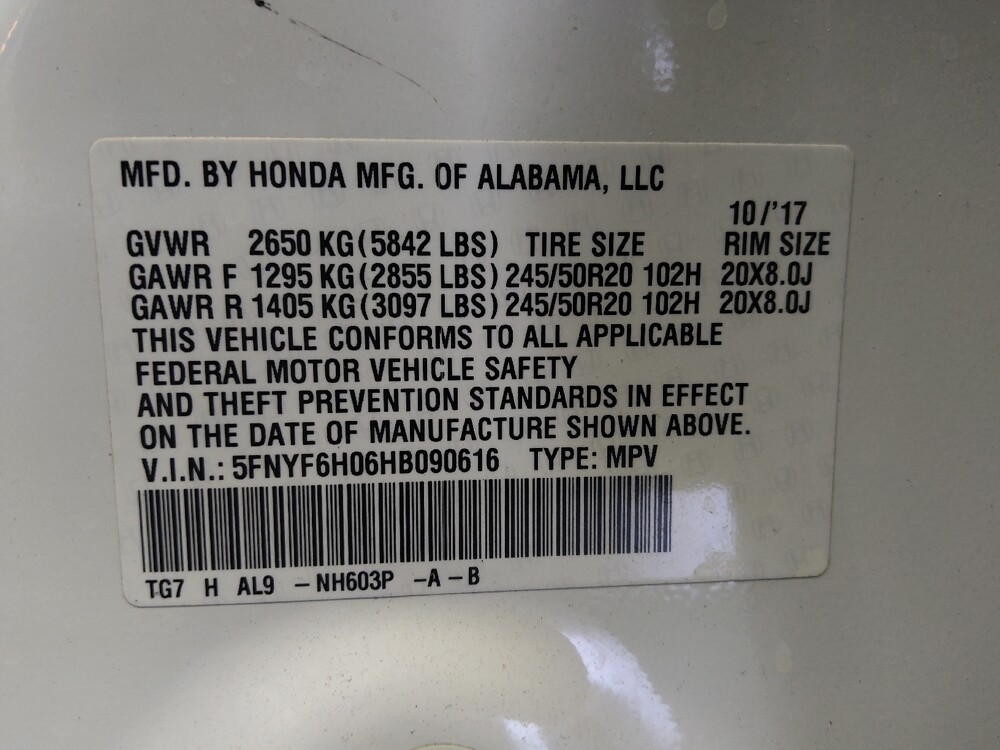 MFD. BY HONDA MFG. OF ALABAMA, LLC
10/'17
GVWR 2650 KG (5842 LBS) TIRE SIZE RIM SIZE
GAWR F 1295 KG (2855 LBS) 245/50R20 102H 20X8.0J
GAWR R 1405 KG (3097 LBS) 245/50R20 102H 20X8.0J
THIS VEHICLE CONFORMS TO ALL APPLICABLE
FEDERAL MOTOR VEHICLE SAFETY
AND THEFT PREVENTION STANDARDS IN EFFECT
ON THE DATE OF MANUFACTURE SHOWN ABOVE.
V.I.N.: 5FNYF6H06HB090616 TYPE: MPV
TG7 H AL9 -NH603P -A -B